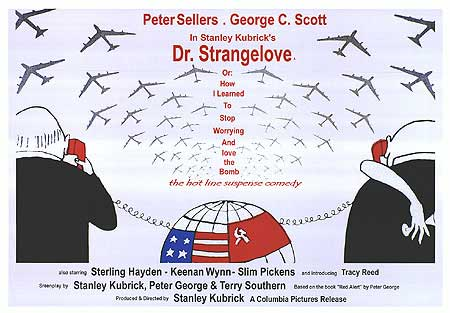 Peter Sellers . George C. Scott
In Stanley Kubrick's
Dr. Strangelove.
Or:
How
I Learned
To
Stop
Worrying
And
love
the
Bomb
the hot line suspense comedy
also starring Sterling Hayden - Keenan Wynn- Slim Pickens and introducing Tracy Reed
Screenplay by Stanley Kubrick, Peter George & Terry Southern Based on the book "Red Alert" by Peter George
Produced & Directed by Stanley Kubrick A Columbia Pictures Release